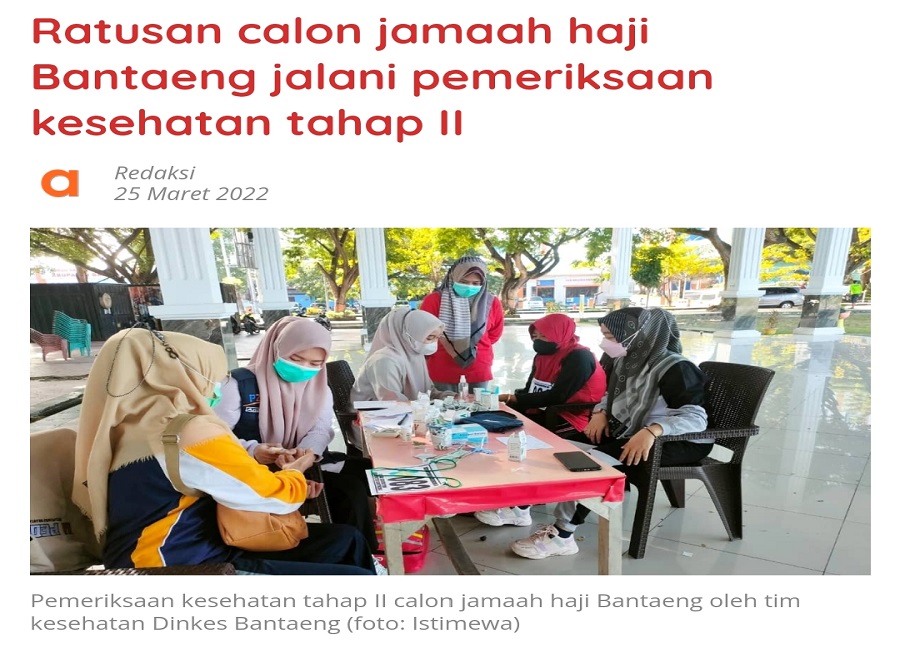 Ratusan calon jamaah haji
Bantaeng jalani pemeriksaan
kesehatan tahap II
a
Redaksi
25 Maret 2022
Pemeriksaan kesehatan tahap II calon jamaah haji Bantaeng oleh tim
kesehatan Dinkes Bantaeng (foto: Istimewa)